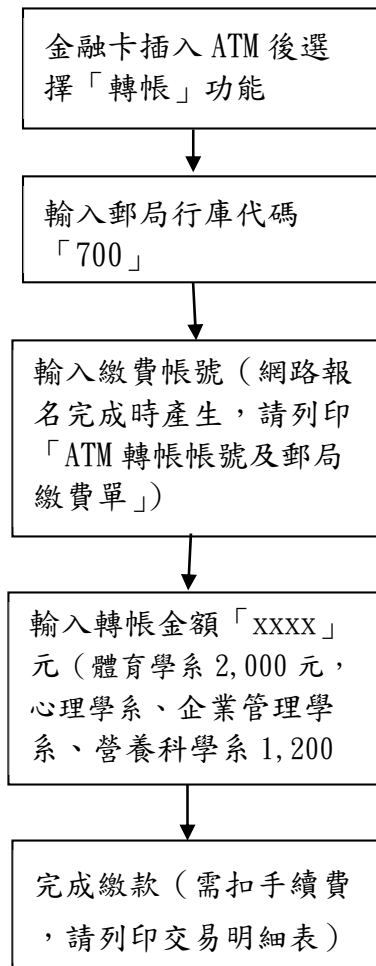 金融卡插入 ATM 後選
擇「轉帳」功能
輸入郵局行庫代碼
「700」
輸入繳費帳號（網路報
名完成時產生，請列印
「ATM 轉帳帳號及郵局
繳費單」）
輸入轉帳金額「xxxx」
元（體育學系 2,000 元，
心理學系、企業管理學
系、營養科學系 1,200
完成繳款（需扣手續費
，請列印交易明細表）